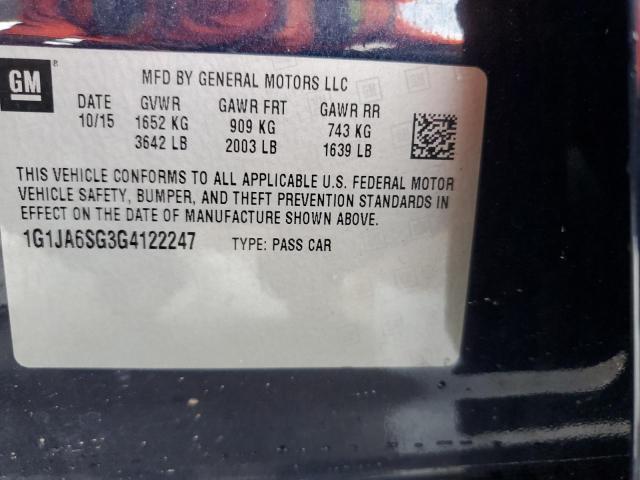 GM
MFD BY GENERAL MOTORS LLC
DATE GVWR GAWR FRT GAWR RR
10/15 1652 KG 909 KG 743 KG
3642 LB 2003 LB 1639 LB
THIS VEHICLE CONFORMS TO ALL APPLICABLE U.S. FEDERAL MOTOR
VEHICLE SAFETY, BUMPER, AND THEFT PREVENTION STANDARDS IN
EFFECT ON THE DATE OF MANUFACTURE SHOWN ABOVE.
1G1JA6SG3G4122247 TYPE: PASS CAR